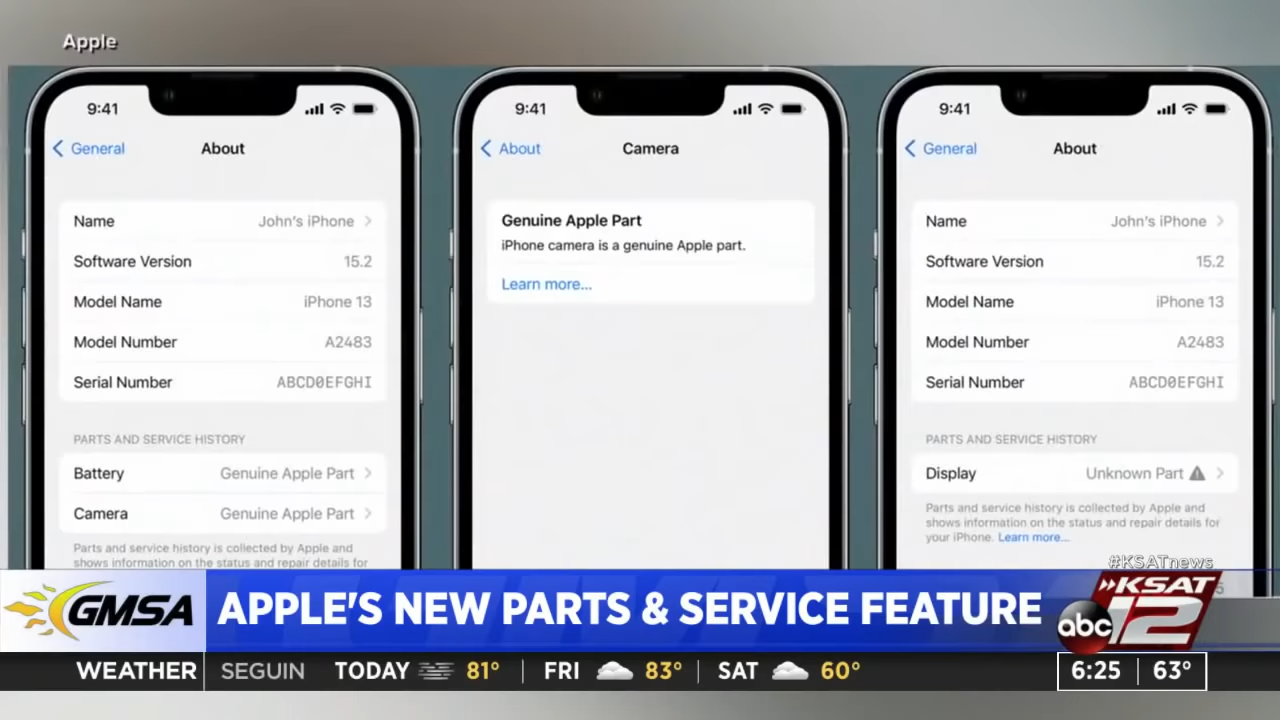 Apple
9:41
General
About
Name
John's iPhone
Software Version
15.2
Model Name
iPhone 13
Model Number
A2483
Serial Number
ABCD0EFGHI
PARTS AND SERVICE HISTORY
Battery
Genuine Apple Part
Camera
Genuine Apple Part
Parts and service history is collected by Apple and
shows information on the status and repair details for
9:41
About
Camera
Genuine Apple Part
iPhone camera is a genuine Apple part.
Learn more...
9:41
General
About
Name
John's iPhone
Software Version
15.2
Model Name
iPhone 13
Model Number
A2483
Serial Number
ABCD0EFGHI
PARTS AND SERVICE HISTORY
Display
Unknown Part
Parts and service history is collected by Apple and
shows information on the status and repair details for
your iPhone. Learn more...
#KSATnews
GMSA
APPLE'S NEW PARTS & SERVICE FEATURE
KSAT
abc 12
WEATHER
SEGUIN
TODAY
81°
FRI
83°
SAT
60°
6:25
63°